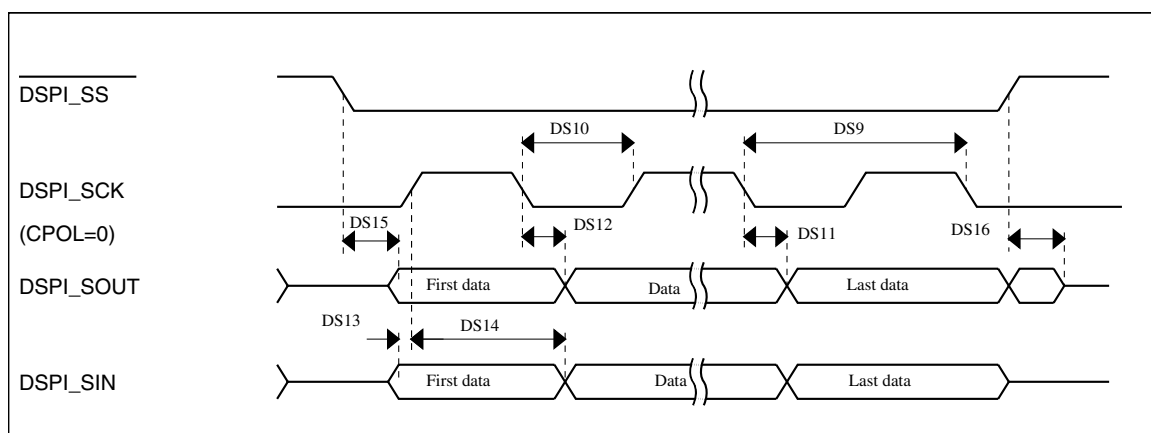 DSPI_SS
DS10
DS9
DSPI_SCK
(CPOL=0)
DS15
DS12
DS11
DS16
DSPI_SOUT
First data
Data
Last data
DS13
DS14
DSPI_SIN
First data
Data
Last data